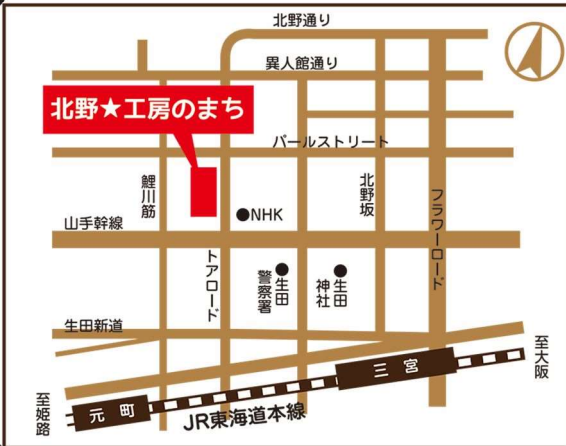 北野通り
異人館通り
北野★工房のまち
パールストリート
鯉川筋
北野坂
フラワーロード
NHK
山手幹線
トアロード
生田
警察署
生田
神社
生田新道
至大阪
三宮
至姫路
元町
JR東海道本線